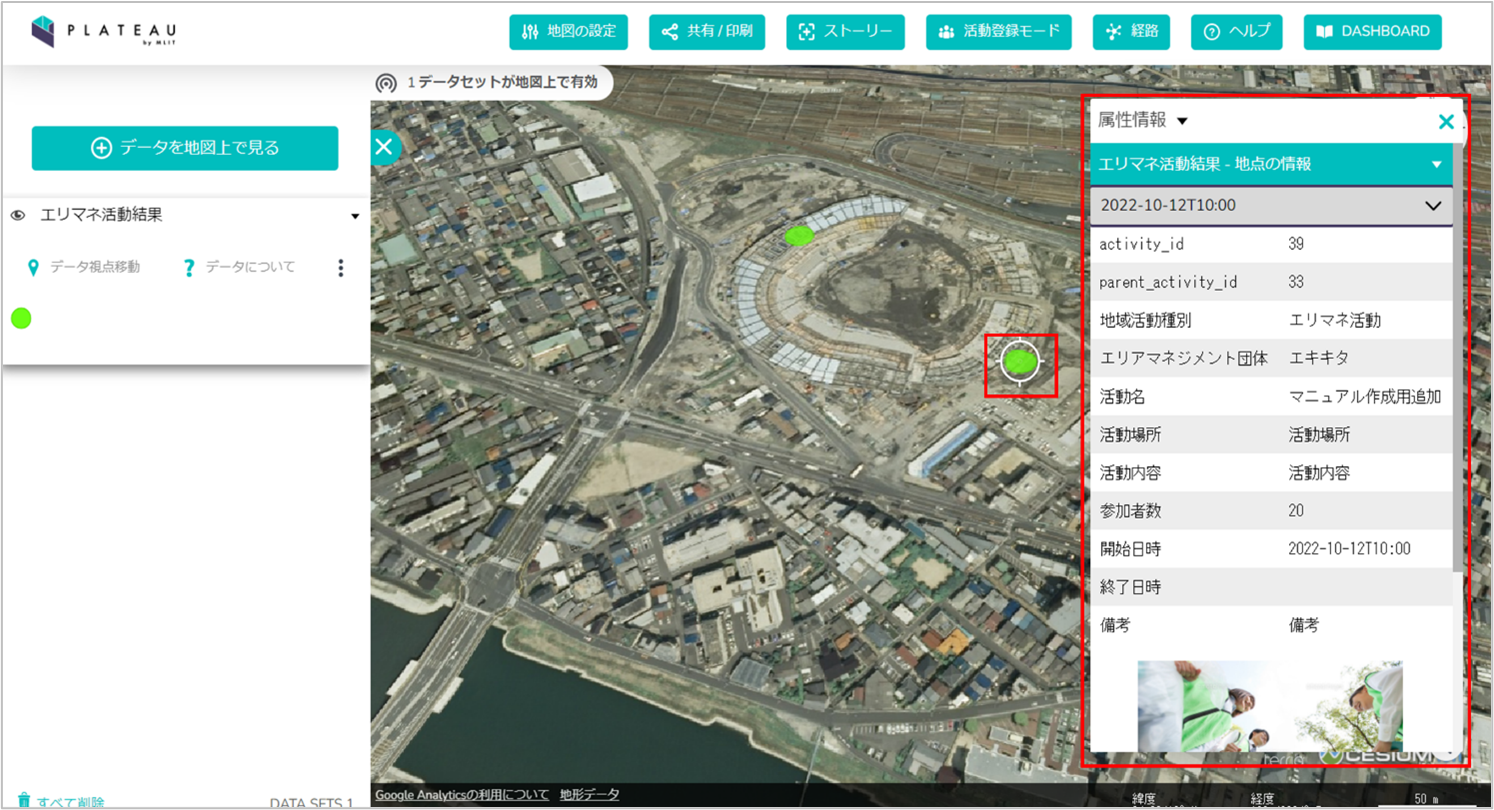 PLATEAU
by MLIT
地図の設定
共有 / 印刷
ストーリー
活動登録モード
経路
ヘルプ
DASHBOARD
1 データセットが地図上で有効
データを地図上で見る
エリマネ活動結果
データ視点移動
データについて
すべて削除
DATA SETS 1
属性情報
エリマネ活動結果 - 地点の情報
2022-10-12T10:00
activity_id 39
parent_activity_id 33
地域活動種別 エリマネ活動
エリアマネジメント団体 エキキタ
活動名 マニュアル作成用追加
活動場所 活動場所
活動内容 活動内容
参加者数 20
開始日時 2022-10-12T10:00
終了日時
備考 備考
CESIUM
Google Analyticsの利用について 地形データ
緯度
経度
50 m